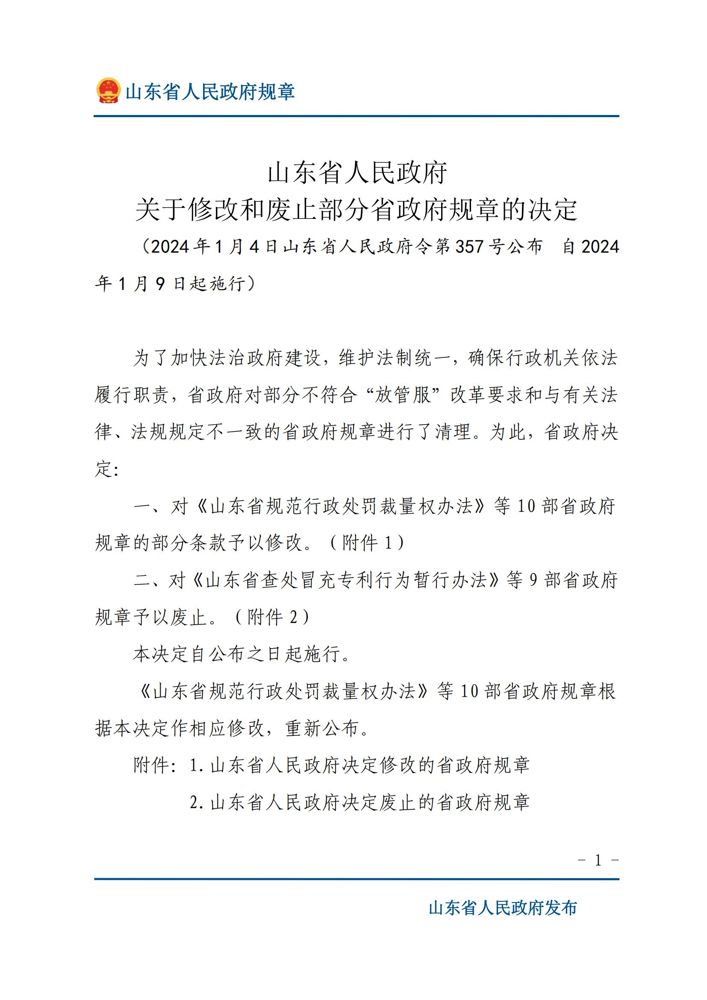 山东省人民政府规章
山东省人民政府
关于修改和废止部分省政府规章的决定
（2024年1月4日山东省人民政府令第357号公布　自2024
年1月9日起施行）
为了加快法治政府建设，维护法制统一，确保行政机关依法
履行职责，省政府对部分不符合“放管服”改革要求和与有关法
律、法规规定不一致的省政府规章进行了清理。为此，省政府决
定：
一、对《山东省规范行政处罚裁量权办法》等10部省政府
规章的部分条款予以修改。（附件1）
二、对《山东省查处冒充专利行为暂行办法》等9部省政府
规章予以废止。（附件2）
本决定自公布之日起施行。
《山东省规范行政处罚裁量权办法》等10部省政府规章根
据本决定作相应修改，重新公布。
附件：1.山东省人民政府决定修改的省政府规章
2.山东省人民政府决定废止的省政府规章
- 1 -
山东省人民政府发布